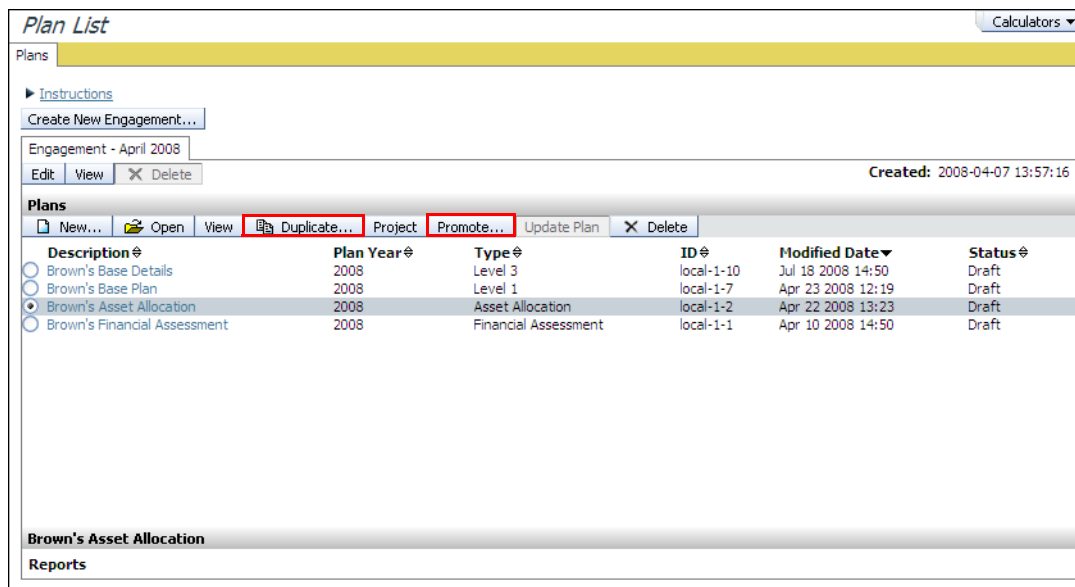 Plan List
Calculators
Plans
Instructions
Create New Engagement...
Engagement - April 2008
Edit View Delete Created: 2008-04-07 13:57:16
Plans
New... Open View Duplicate... Project Promote... Update Plan Delete
Description Plan Year Type ID Modified Date Status
Brown's Base Details 2008 Level 3 local-1-10 Jul 18 2008 14:50 Draft
Brown's Base Plan 2008 Level 1 local-1-7 Apr 23 2008 12:19 Draft
Brown's Asset Allocation 2008 Asset Allocation local-1-2 Apr 22 2008 13:23 Draft
Brown's Financial Assessment 2008 Financial Assessment local-1-1 Apr 10 2008 14:50 Draft
Brown's Asset Allocation
Reports